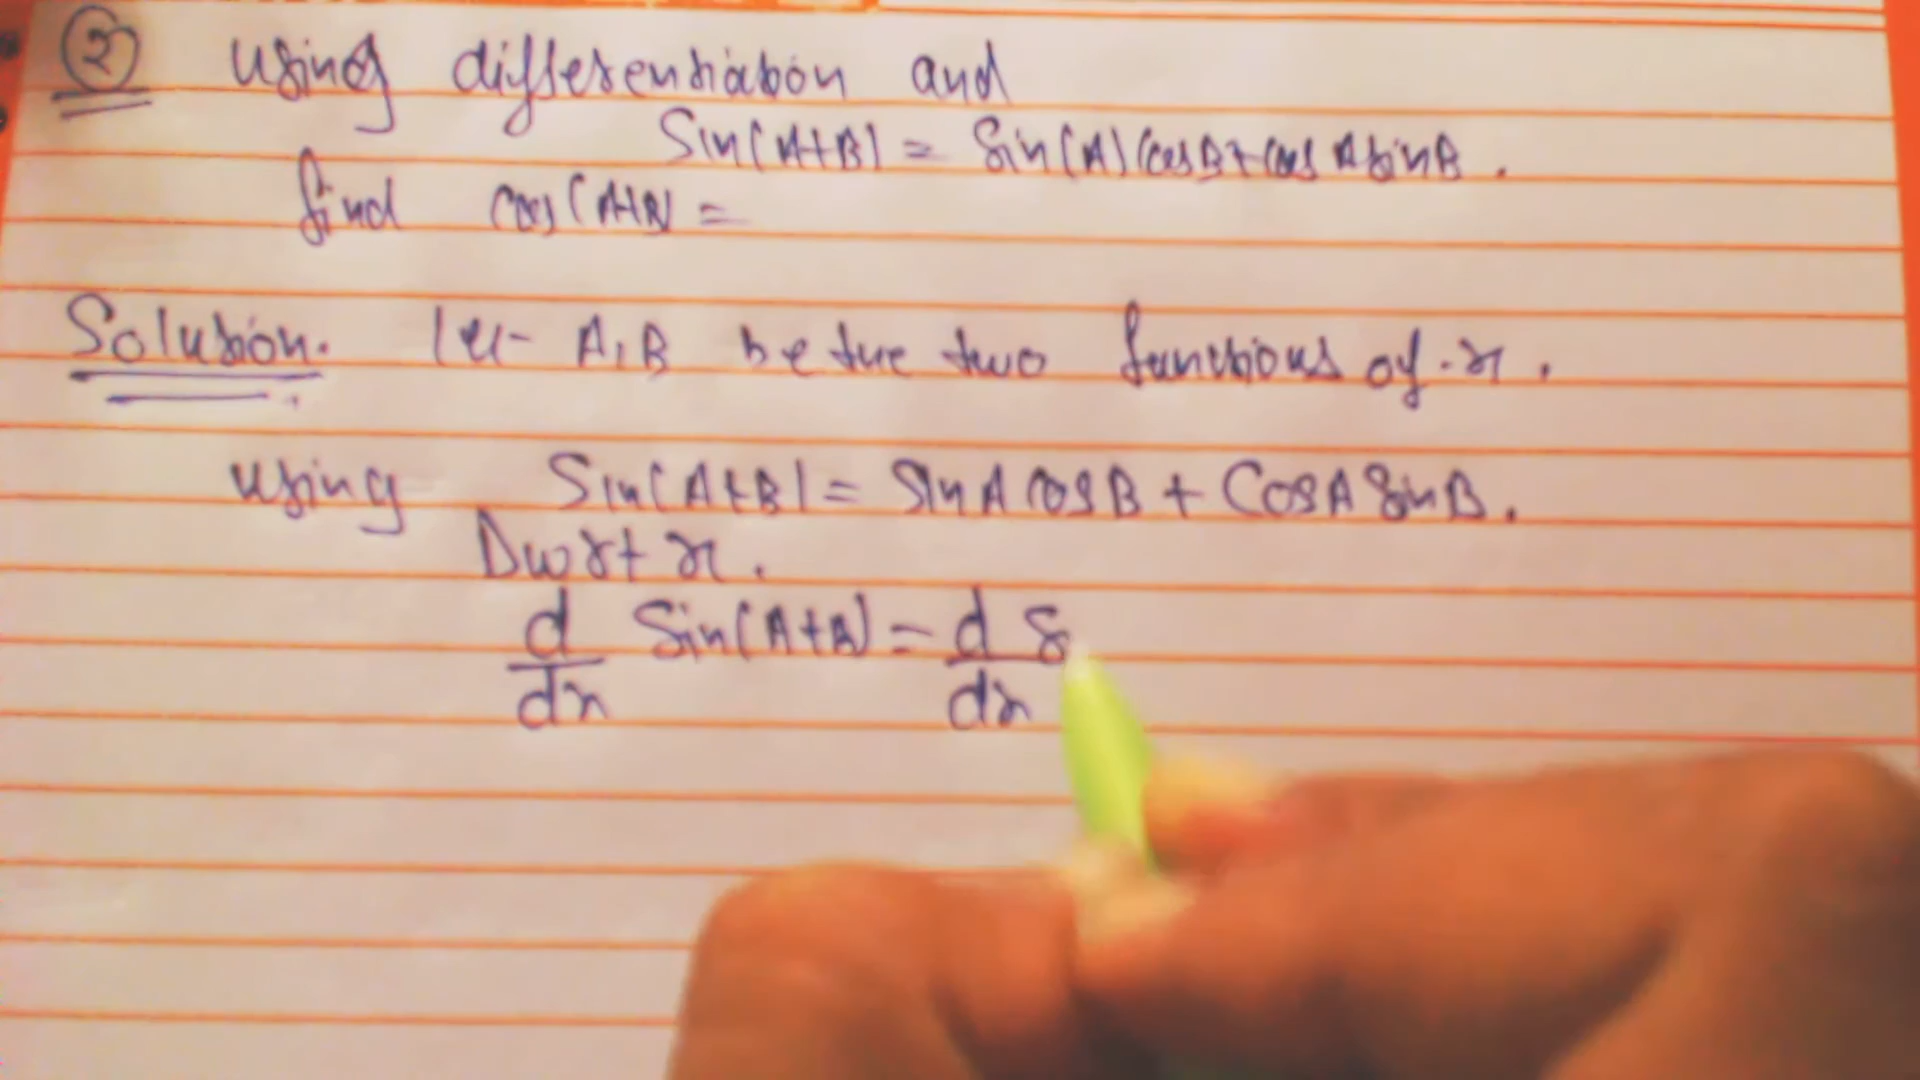 ② Using differentiation and
Sin(A+B) = Sin(A) CosB + Cos A sinB.
find cos(A+B) =
Solution. let A, B be the two functions of x.
Using Sin(A+B) = SinA cosB + CosA SinB.
Dwrt x.
d/dx Sin(A+B) = d/dx S